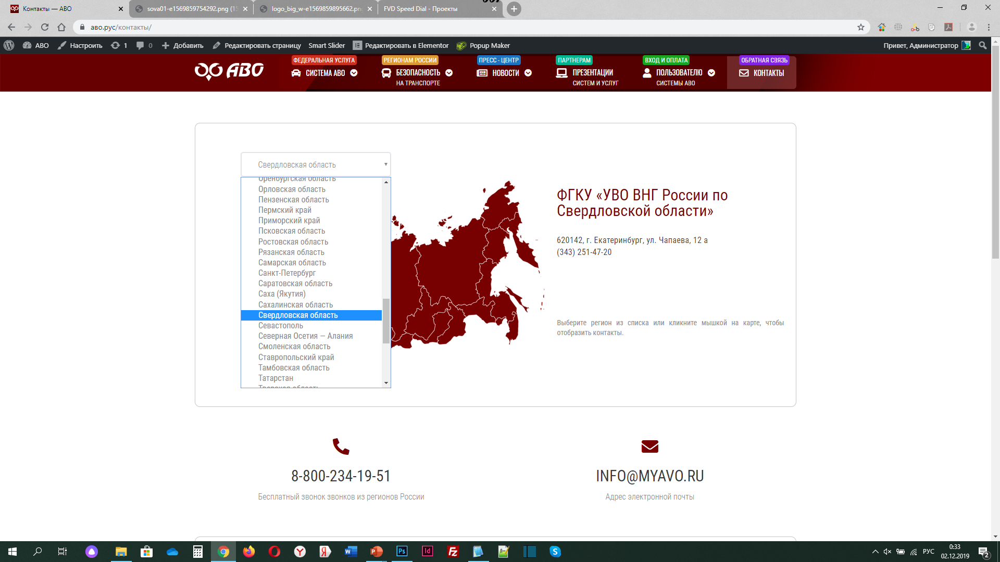 Контакты — АВО
sova01-e1569859754292.png (15
logo_big_w-e1569859895662.pn
FVD Speed Dial - Проекты
аво.рус/контакты/
АВО
Настроить
1
0
Добавить
Редактировать страницу
Smart Slider
Редактировать в Elementor
Popup Maker
Привет, Администратор
АВО
ФЕДЕРАЛЬНАЯ УСЛУГА
СИСТЕМА АВО
РЕГИОНАМ РОССИИ
БЕЗОПАСНОСТЬ
НА ТРАНСПОРТЕ
ПРЕСС - ЦЕНТР
НОВОСТИ
ПАРТНЕРАМ
ПРЕЗЕНТАЦИИ
СИСТЕМ И УСЛУГ
ВХОД И ОПЛАТА
ПОЛЬЗОВАТЕЛЮ
СИСТЕМЫ АВО
ОБРАТНАЯ СВЯЗЬ
КОНТАКТЫ
Свердловская область
Оренбургская область
Орловская область
Пензенская область
Пермский край
Приморский край
Псковская область
Ростовская область
Рязанская область
Самарская область
Санкт-Петербург
Саратовская область
Саха (Якутия)
Сахалинская область
Свердловская область
Севастополь
Северная Осетия — Алания
Смоленская область
Ставропольский край
Тамбовская область
Татарстан
Тверская область
ФГКУ «УВО ВНГ России по
Свердловской области»
620142, г. Екатеринбург, ул. Чапаева, 12 а
(343) 251-47-20
Выберите регион из списка или кликните мышкой на карте, чтобы
отобразить контакты.
8-800-234-19-51
Бесплатный звонок звонков из регионов России
INFO@MYAVO.RU
Адрес электронной почты
РУС
0:33
02.12.2019
2